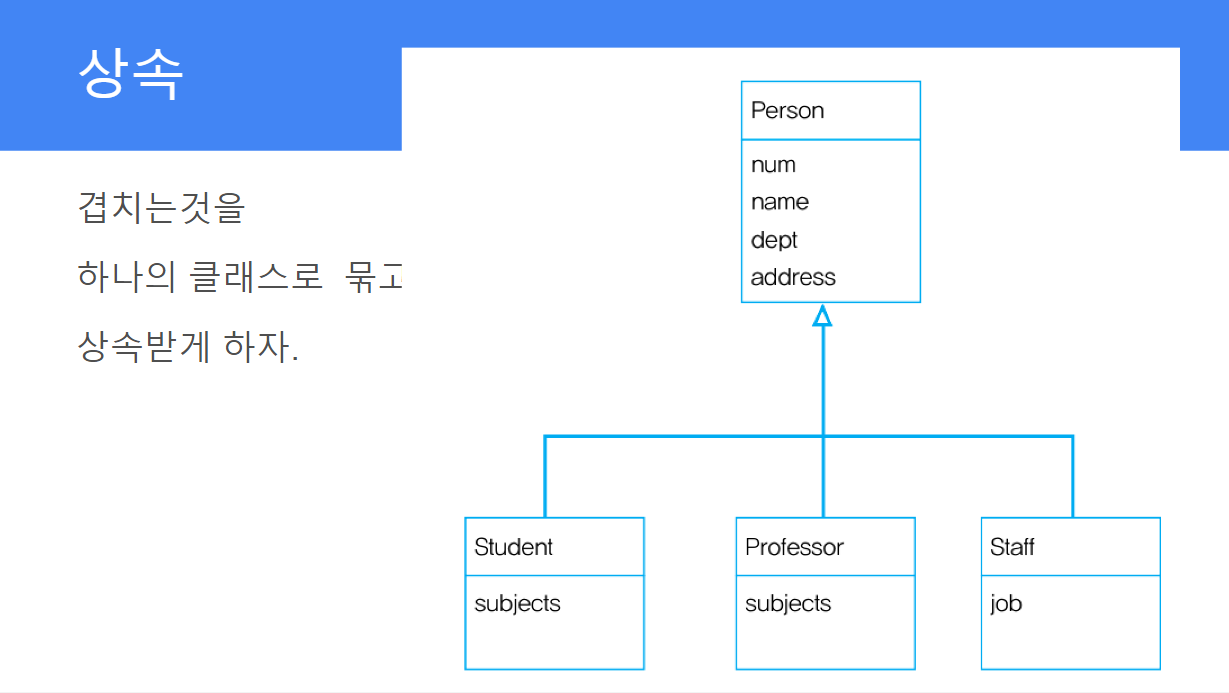 상속
겹치는것을
하나의 클래스로 묶고
상속받게 하자.
Person
num
name
dept
address
Student
subjects
Professor
subjects
Staff
job